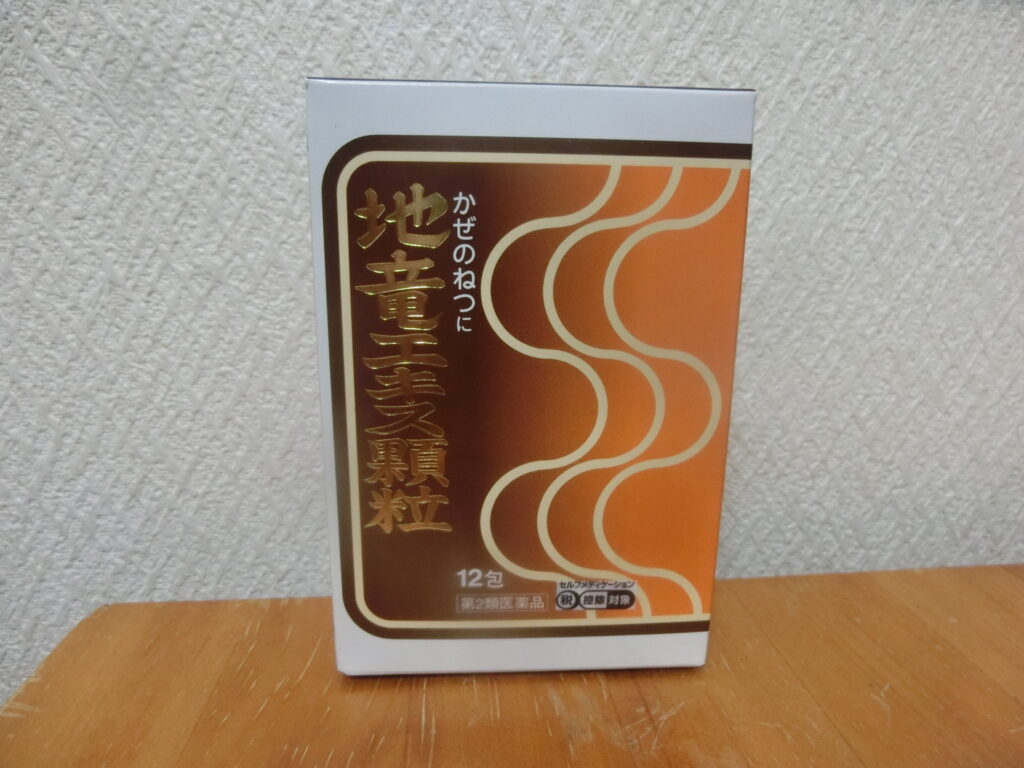 地竜エキス顆粒
かぜのねつに
12包
第2類医薬品
セルフメディケーション
税 控除 対象